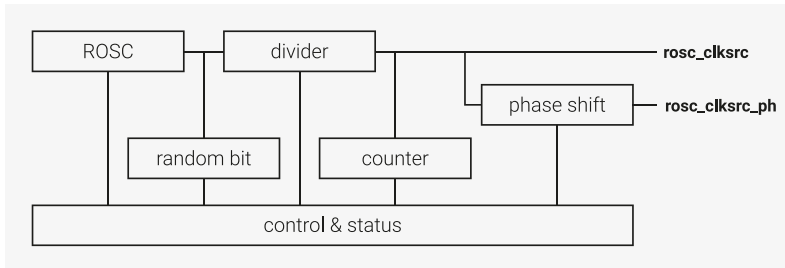 ROSC
divider
rosc_clksrc
phase shift
rosc_clksrc_ph
random bit
counter
control & status